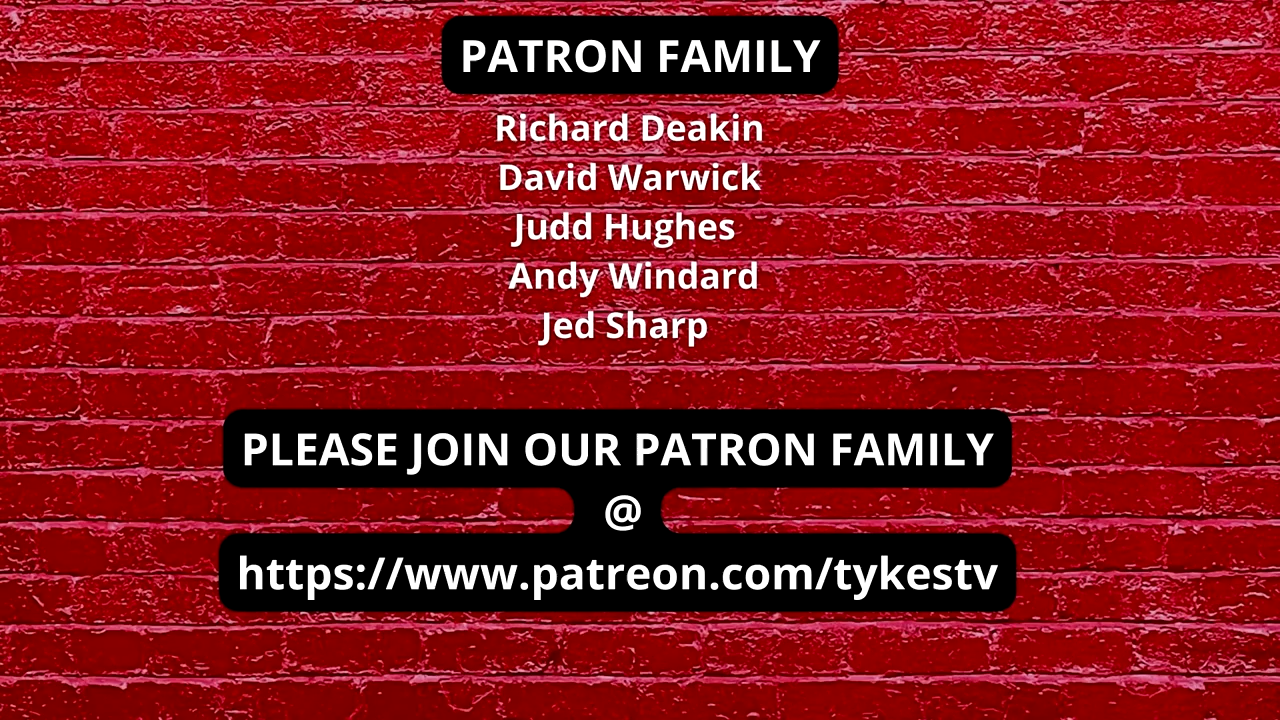 PATRON FAMILY
Richard Deakin
David Warwick
Judd Hughes
Andy Windard
Jed Sharp
PLEASE JOIN OUR PATRON FAMILY
@
https://www.patreon.com/tykestv